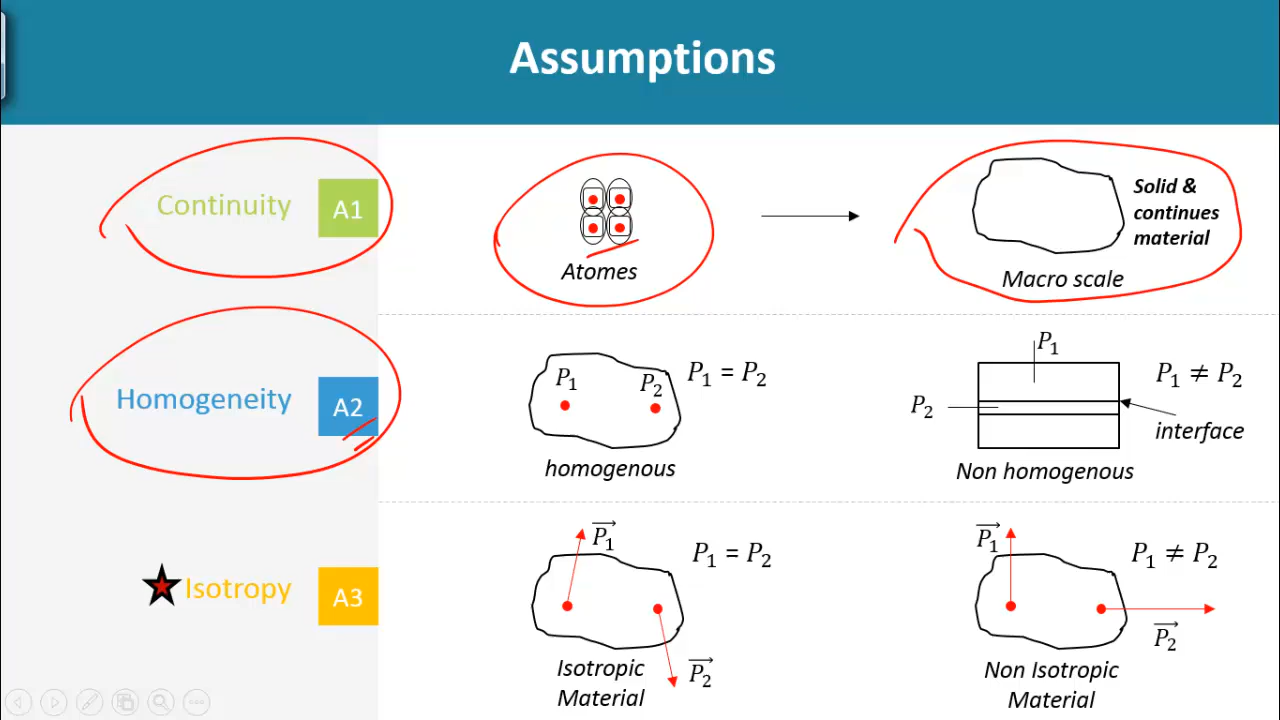 Assumptions
Continuity
A1
Atomes
Solid &
continues
material
Macro scale
Homogeneity
A2
P₁
P₂
P₁ = P₂
homogenous
P₁
P₂
P₁ ≠ P₂
interface
Non homogenous
Isotropy
A3
P₁⃗
P₁ = P₂
P₂⃗
Isotropic
Material
P₁⃗
P₁ ≠ P₂
P₂⃗
Non Isotropic
Material